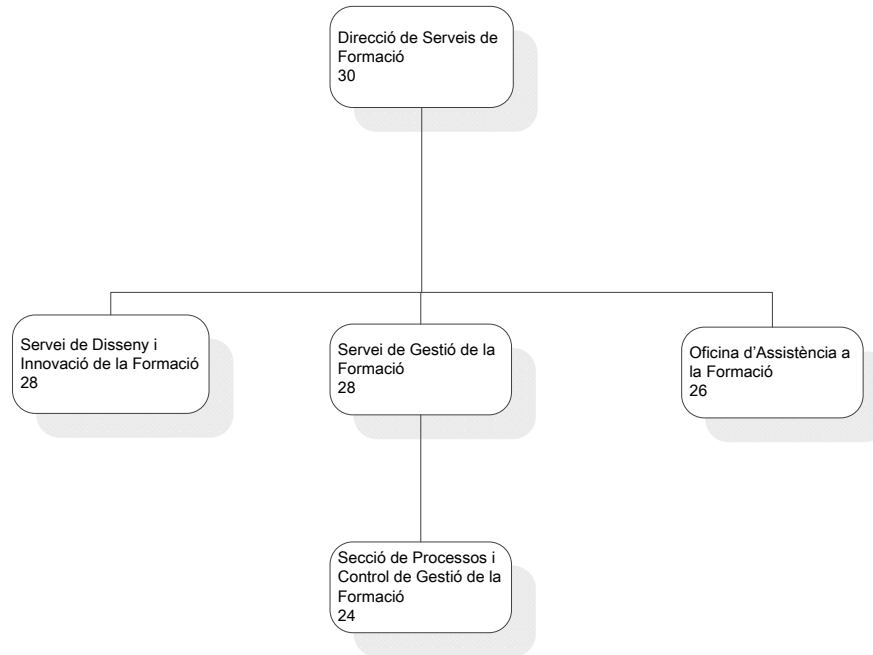 Direcció de Serveis de
Formació
30
Servei de Disseny i
Innovació de la Formació
28
Servei de Gestió de la
Formació
28
Oficina d’Assistència a
la Formació
26
Secció de Processos i
Control de Gestió de la
Formació
24